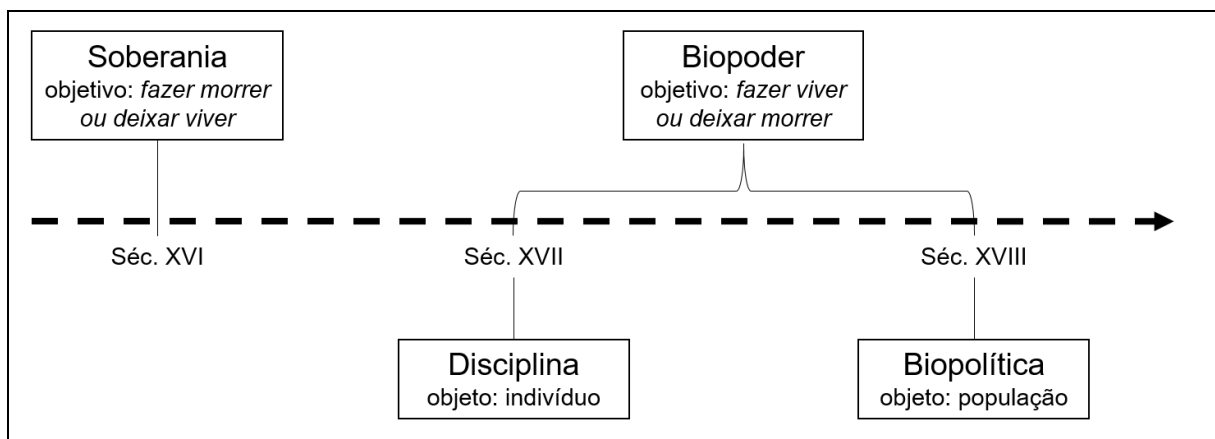 Soberania
objetivo: fazer morrer
ou deixar viver
Biopoder
objetivo: fazer viver
ou deixar morrer
Séc. XVI
Séc. XVII
Séc. XVIII
Disciplina
objeto: indivíduo
Biopolítica
objeto: população